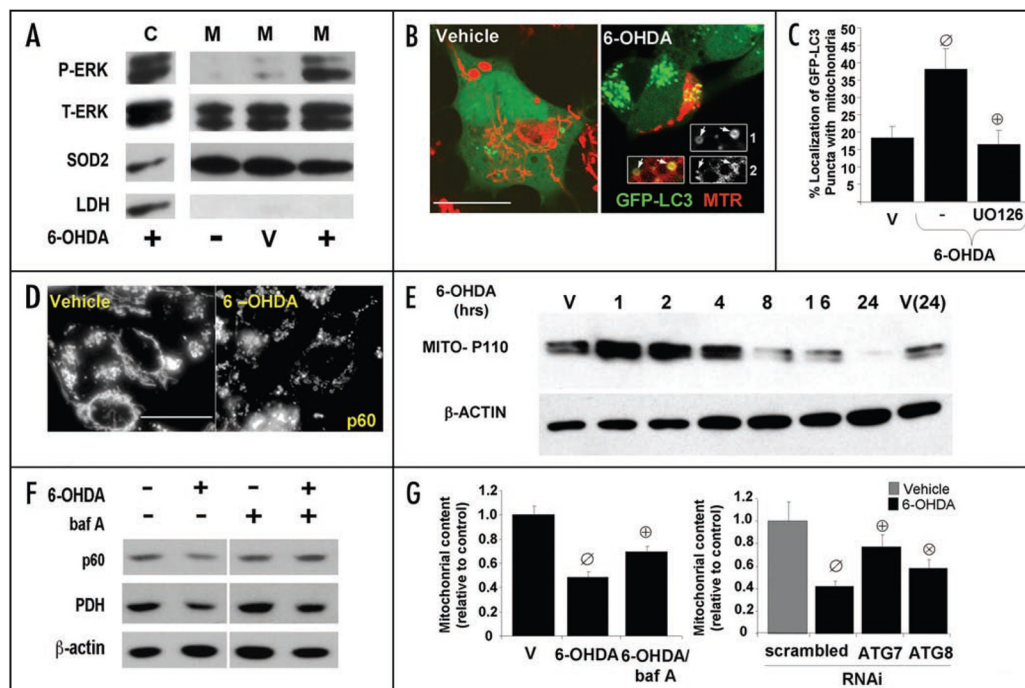 A
C M M M
P-ERK
T-ERK
SOD2
LDH
6-OHDA + - V +
B
Vehicle 6-OHDA
1
2
GFP-LC3 MTR
C
% Localization of GFP-LC3
Puncta with mitochondria
50
45
40
35
30
25
20
15
10
5
∅
⊕
V - UO126
6-OHDA
D
Vehicle 6 –OHDA
p60
E
6-OHDA (hrs) V 1 2 4 8 1 6 24 V(24)
MITO- P110
β-ACTIN
F
6-OHDA - + - +
baf A - - + +
p60
PDH
β-actin
G
Mitochonrial content
(relative to control)
1.2
1.0
0.8
0.6
0.4
0.2
0
∅
⊕
V 6-OHDA 6-OHDA/
baf A
Mitochonrial content
(relative to control)
1.2
1.0
0.8
0.6
0.4
0.2
0
Vehicle
6-OHDA
∅
⊕
⊗
scrambled ATG7 ATG8
RNAi